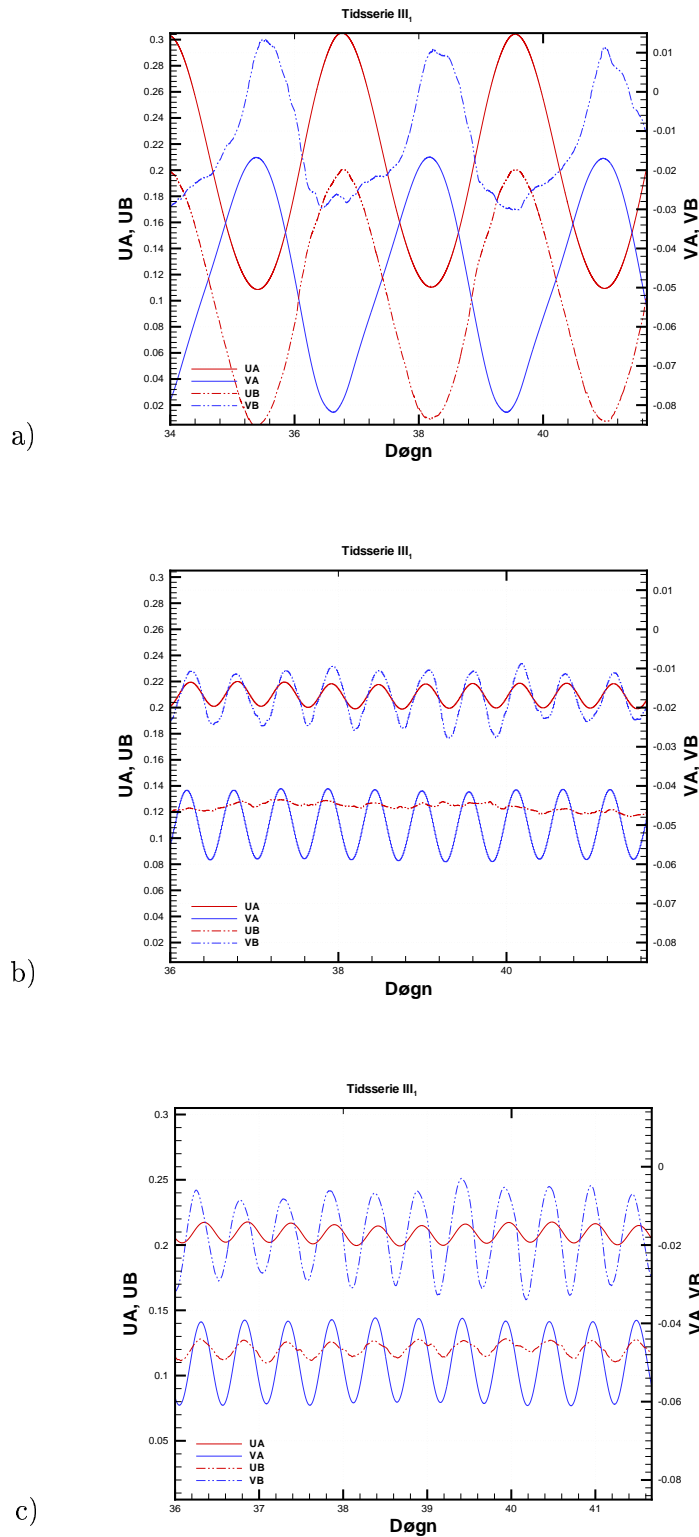 Tidsserie III1
0.3
0.28
0.26
0.24
0.22
0.2
0.18
0.16
0.14
0.12
0.1
0.08
0.06
0.04
0.02
UA, UB
0.01
0
-0.01
-0.02
-0.03
-0.04
-0.05
-0.06
-0.07
-0.08
VA, VB
UA
VA
UB
VB
34
36
38
40
Døgn
a)
Tidsserie III1
0.3
0.28
0.26
0.24
0.22
0.2
0.18
0.16
0.14
0.12
0.1
0.08
0.06
0.04
0.02
UA, UB
0.01
0
-0.01
-0.02
-0.03
-0.04
-0.05
-0.06
-0.07
-0.08
VA, VB
UA
VA
UB
VB
36
38
40
Døgn
b)
Tidsserie III1
0.3
0.25
0.2
0.15
0.1
0.05
UA, UB
0
-0.02
-0.04
-0.06
-0.08
VA, VB
UA
VA
UB
VB
36
37
38
39
40
41
Døgn
c)